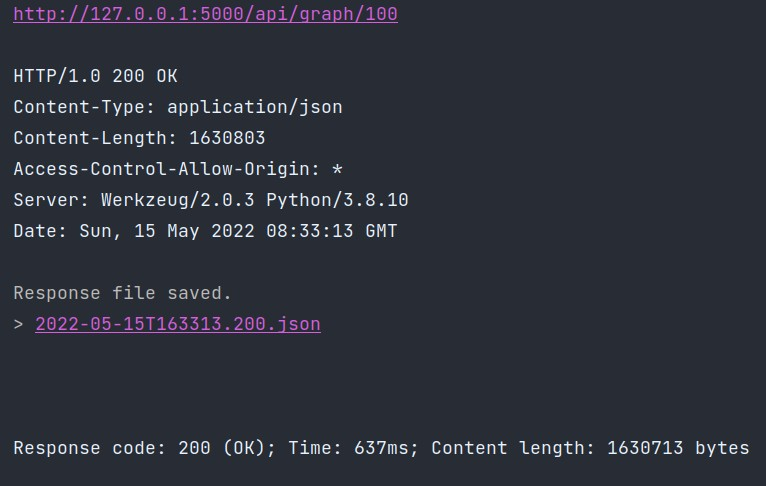 http://127.0.0.1:5000/api/graph/100
HTTP/1.0 200 OK
Content-Type: application/json
Content-Length: 1630803
Access-Control-Allow-Origin: *
Server: Werkzeug/2.0.3 Python/3.8.10
Date: Sun, 15 May 2022 08:33:13 GMT
Response file saved.
> 2022-05-15T163313.200.json
Response code: 200 (OK); Time: 637ms; Content length: 1630713 bytes